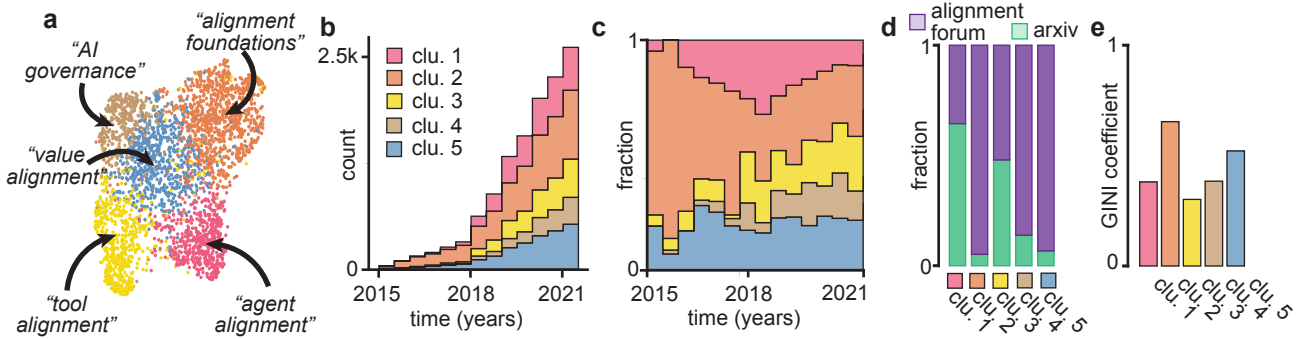 a
“alignment
foundations”
“AI
governance”
“value
alignment”
“tool
alignment”
“agent
alignment”
b
2.5k
count
0
clu. 1
clu. 2
clu. 3
clu. 4
clu. 5
2015
2018
2021
time (years)
c
1
fraction
0
2015
2018
2021
time (years)
d
alignment
forum
arxiv
1
fraction
0
clu. 1
clu. 2
clu. 3
clu. 4
clu. 5
e
1
GINI coefficient
0
clu. 1
clu. 2
clu. 3
clu. 4
clu. 5